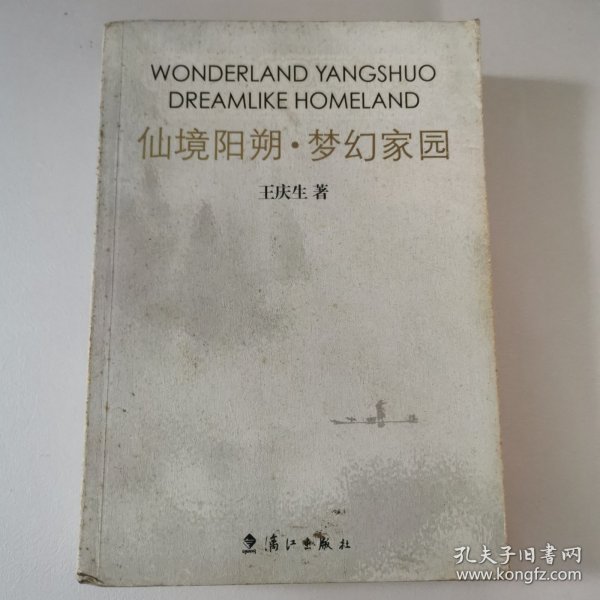 WONDERLAND YANGSHUO
DREAMLIKE HOMELAND
仙境阳朔·梦幻家园
王庆生 著
漓江出版社
孔夫子旧书网
www.kongfz.com